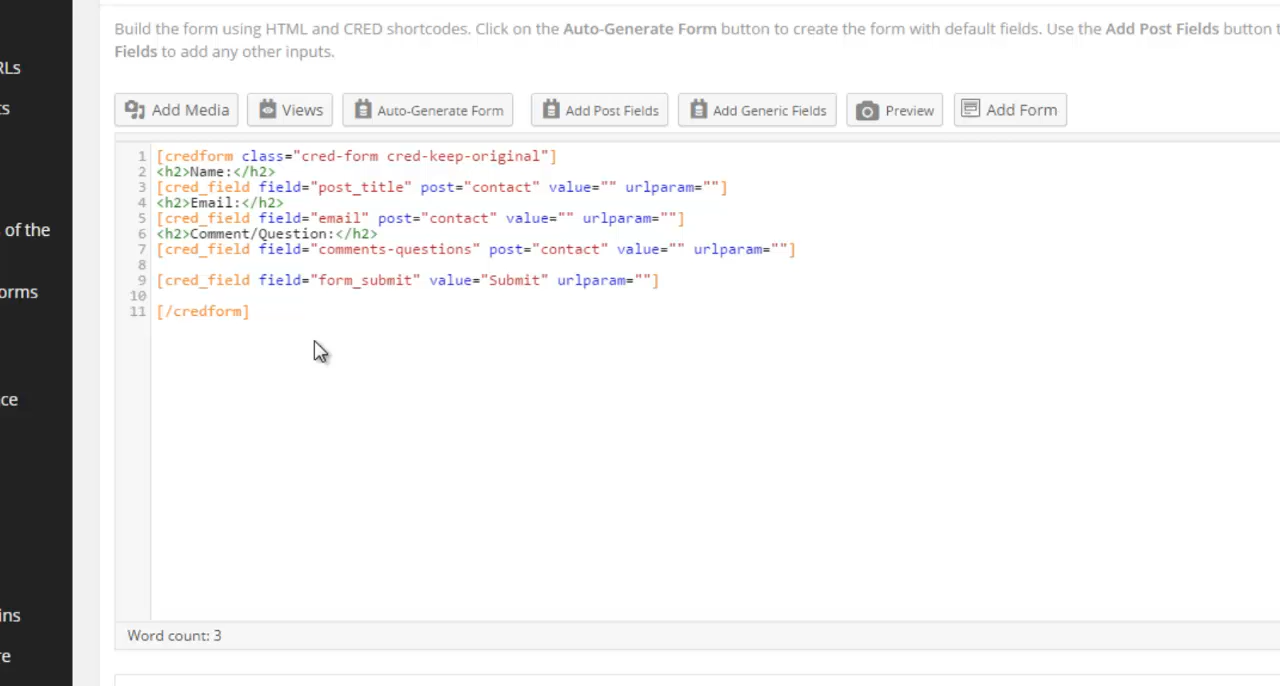 Build the form using HTML and CRED shortcodes. Click on the Auto-Generate Form button to create the form with default fields. Use the Add Post Fields button t
Fields to add any other inputs.
RLs
ts
of the
orms
ce
ins
re
Add Media Views Auto-Generate Form Add Post Fields Add Generic Fields Preview Add Form
1 [credform class="cred-form cred-keep-original"]
2 <h2>Name:</h2>
3 [cred_field field="post_title" post="contact" value="" urlparam=""]
4 <h2>Email:</h2>
5 [cred_field field="email" post="contact" value="" urlparam=""]
6 <h2>Comment/Question:</h2>
7 [cred_field field="comments-questions" post="contact" value="" urlparam=""]
8
9 [cred_field field="form_submit" value="Submit" urlparam=""]
10
11 [/credform]
Word count: 3